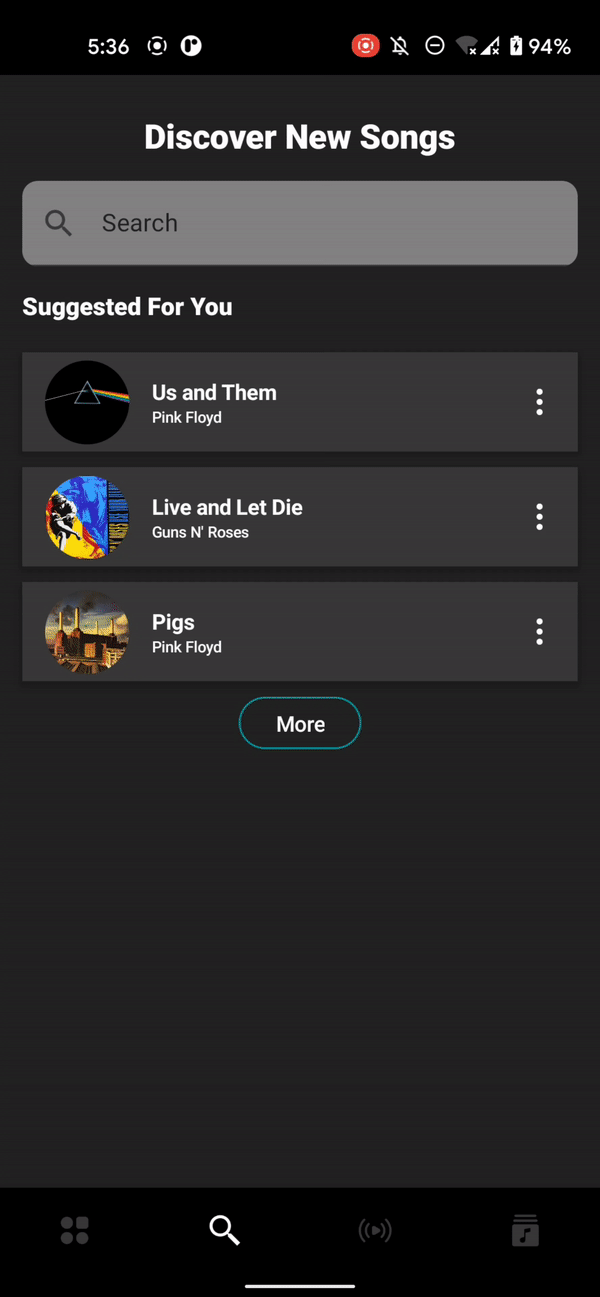 5:36
94%
Discover New Songs
Search
Suggested For You
Us and Them
Pink Floyd
Live and Let Die
Guns N' Roses
Pigs
Pink Floyd
More